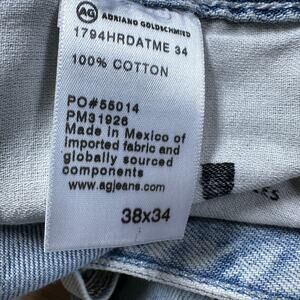 AG ADRIANO GOLDSCHMIED
1794HRDATME 34
100% COTTON
PO#55014
PM31926
Made in Mexico of
imported fabric and
globally sourced
components
www.agjeans.com
38x34